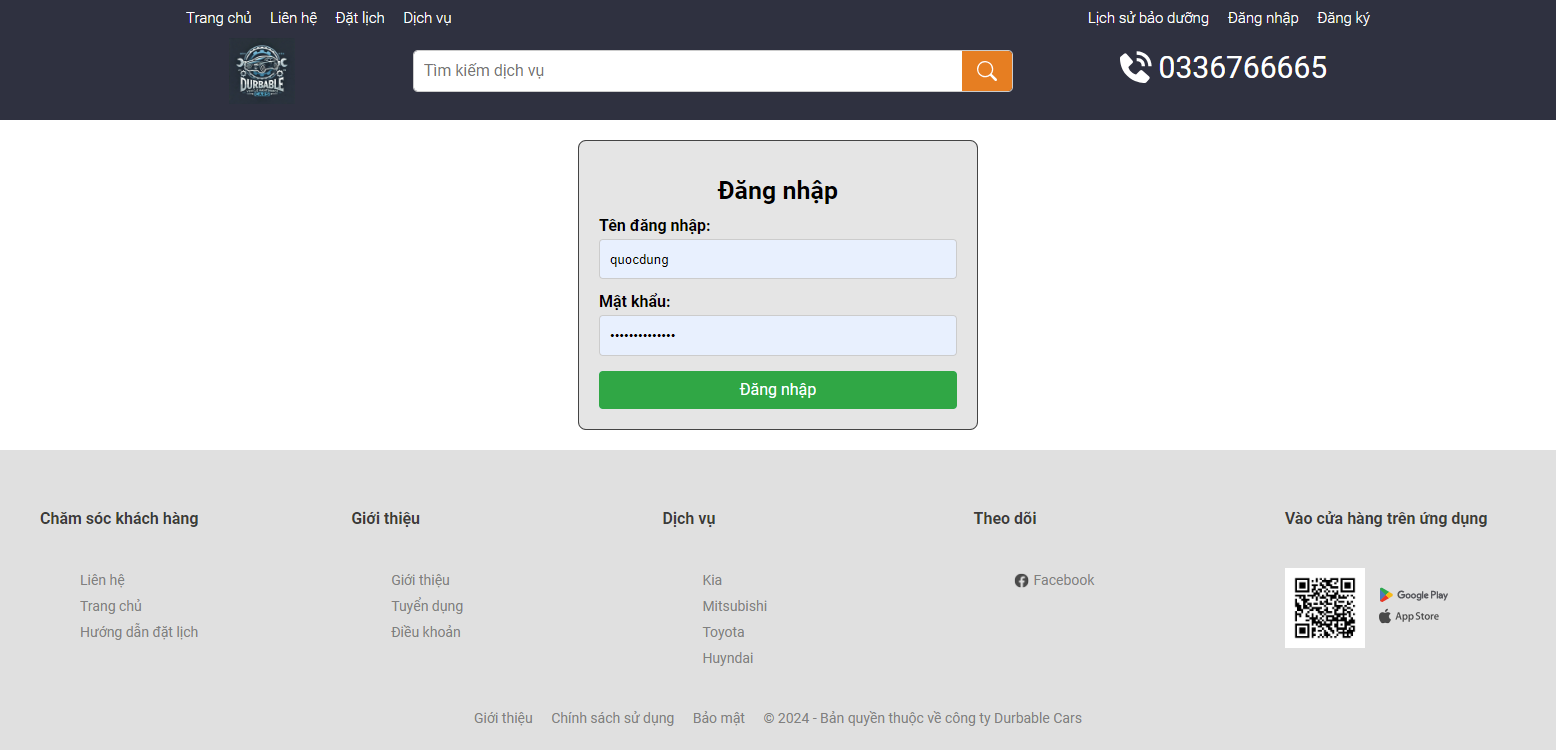 Trang chủ Liên hệ Đặt lịch Dịch vụ Lịch sử bảo dưỡng Đăng nhập Đăng ký
DURBABLE
Tìm kiếm dịch vụ
0336766665
Đăng nhập
Tên đăng nhập:
quocdung
Mật khẩu:
••••••••••••••
Đăng nhập
Chăm sóc khách hàng
Liên hệ
Trang chủ
Hướng dẫn đặt lịch
Giới thiệu
Giới thiệu
Tuyển dụng
Điều khoản
Dịch vụ
Kia
Mitsubishi
Toyota
Huyndai
Theo dõi
Facebook
Vào cửa hàng trên ứng dụng
Google Play
App Store
Giới thiệu Chính sách sử dụng Bảo mật © 2024 - Bản quyền thuộc về công ty Durbable Cars